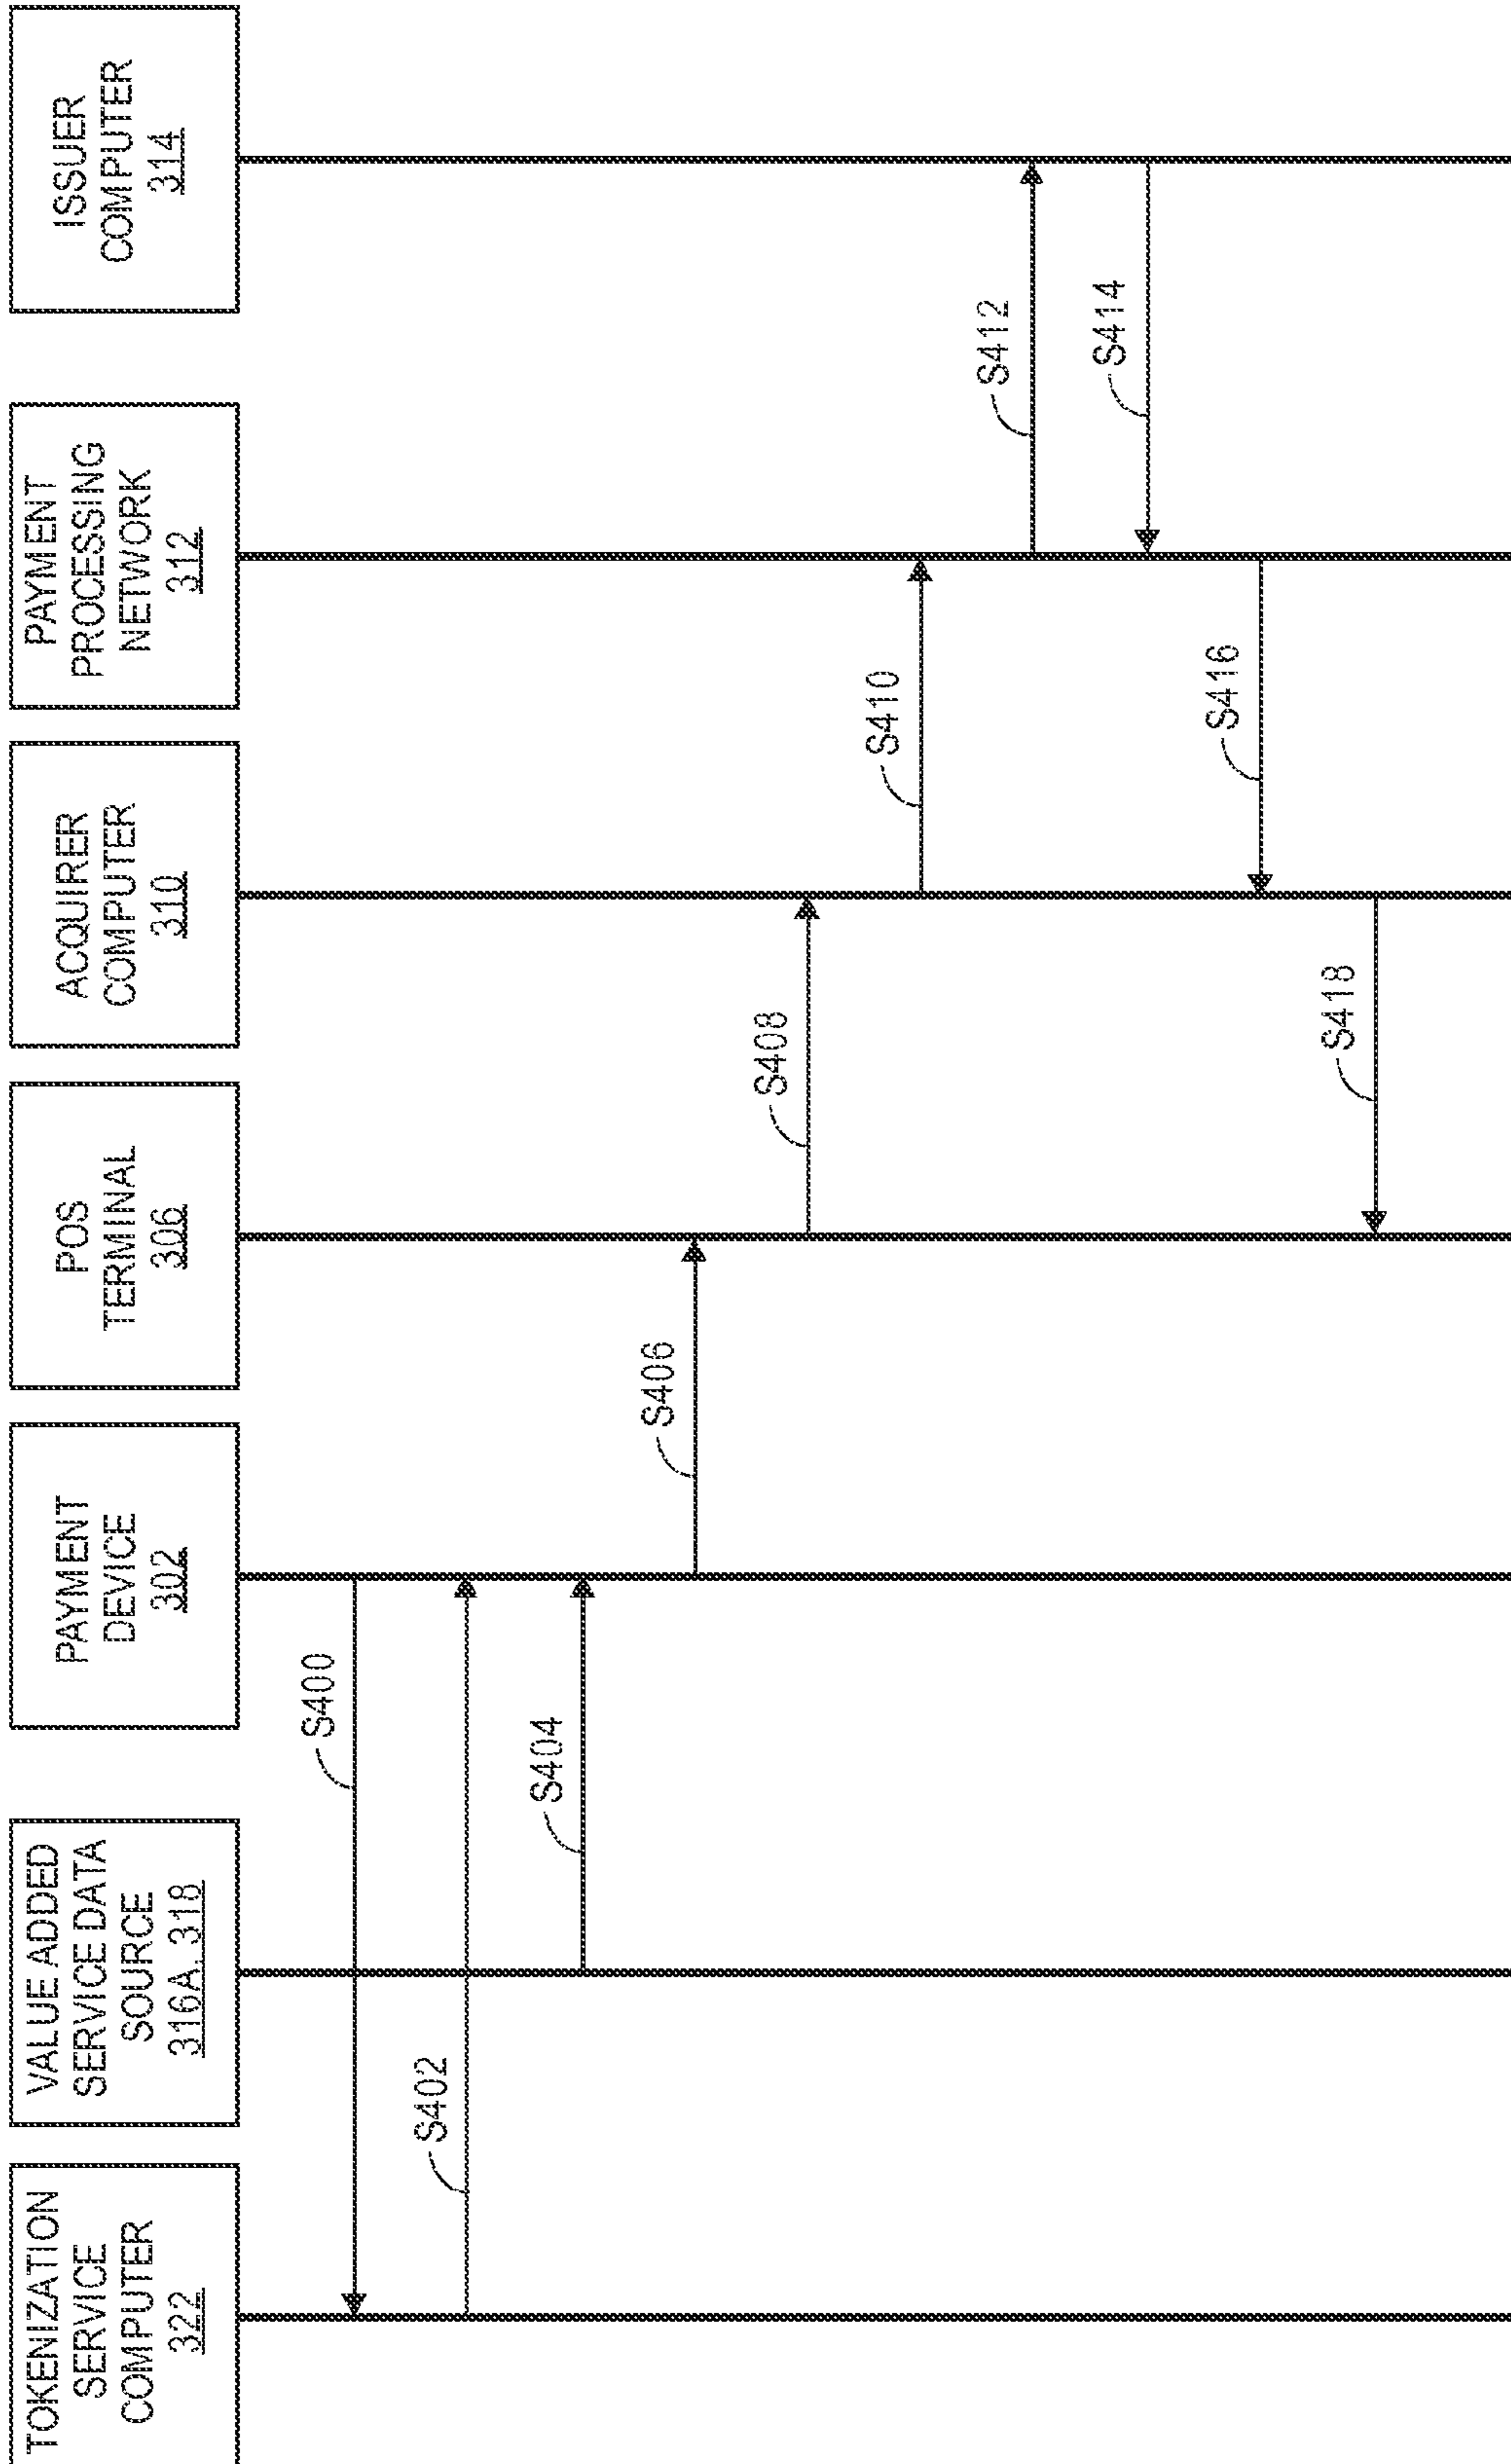 TOKENIZATION
SERVICE
COMPUTER
322
VALUE ADDED
SERVICE DATA
SOURCE
316A, 318
PAYMENT
DEVICE
302
POS
TERMINAL
306
ACQUIRER
COMPUTER
310
PAYMENT
PROCESSING
NETWORK
312
ISSUER
COMPUTER
314
S400
S402
S404
S406
S408
S410
S412
S414
S416
S418